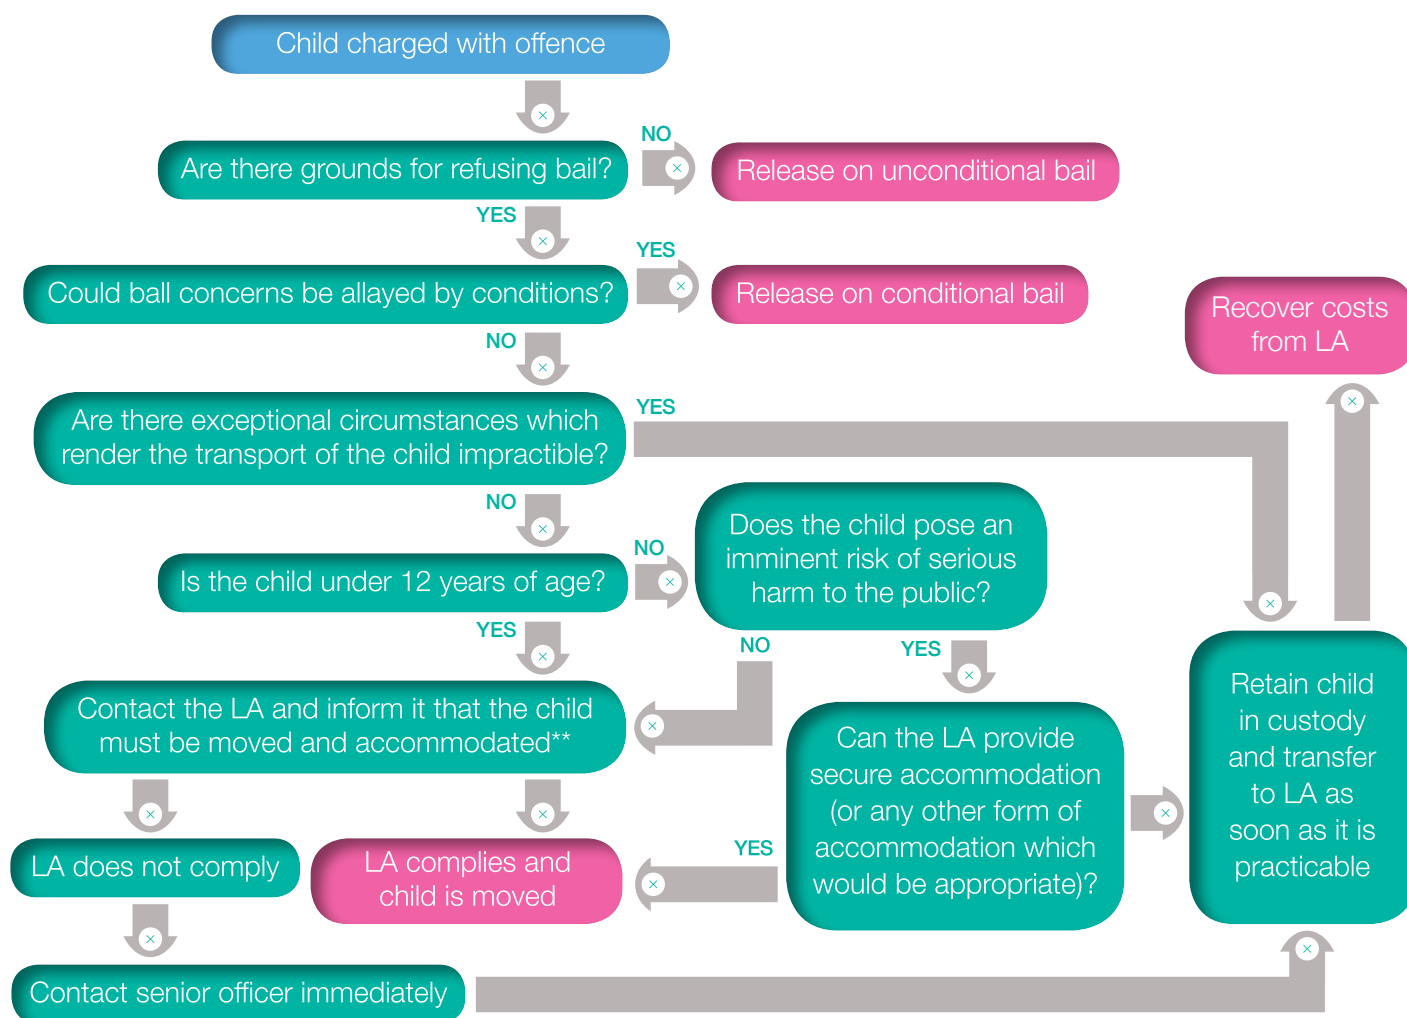 Child charged with offence
Are there grounds for refusing bail?
NO
Release on unconditional bail
YES
Could ball concerns be allayed by conditions?
YES
Release on conditional bail
Recover costs
from LA
NO
Are there exceptional circumstances which
render the transport of the child impractible?
YES
NO
Is the child under 12 years of age?
NO
Does the child pose an
imminent risk of serious
harm to the public?
YES
NO
YES
Contact the LA and inform it that the child
must be moved and accommodated**
Can the LA provide
secure accommodation
(or any other form of
accommodation which
would be appropriate)?
Retain child
in custody
and transfer
to LA as
soon as it is
practicable
LA does not comply
LA complies and
child is moved
YES
Contact senior officer immediately